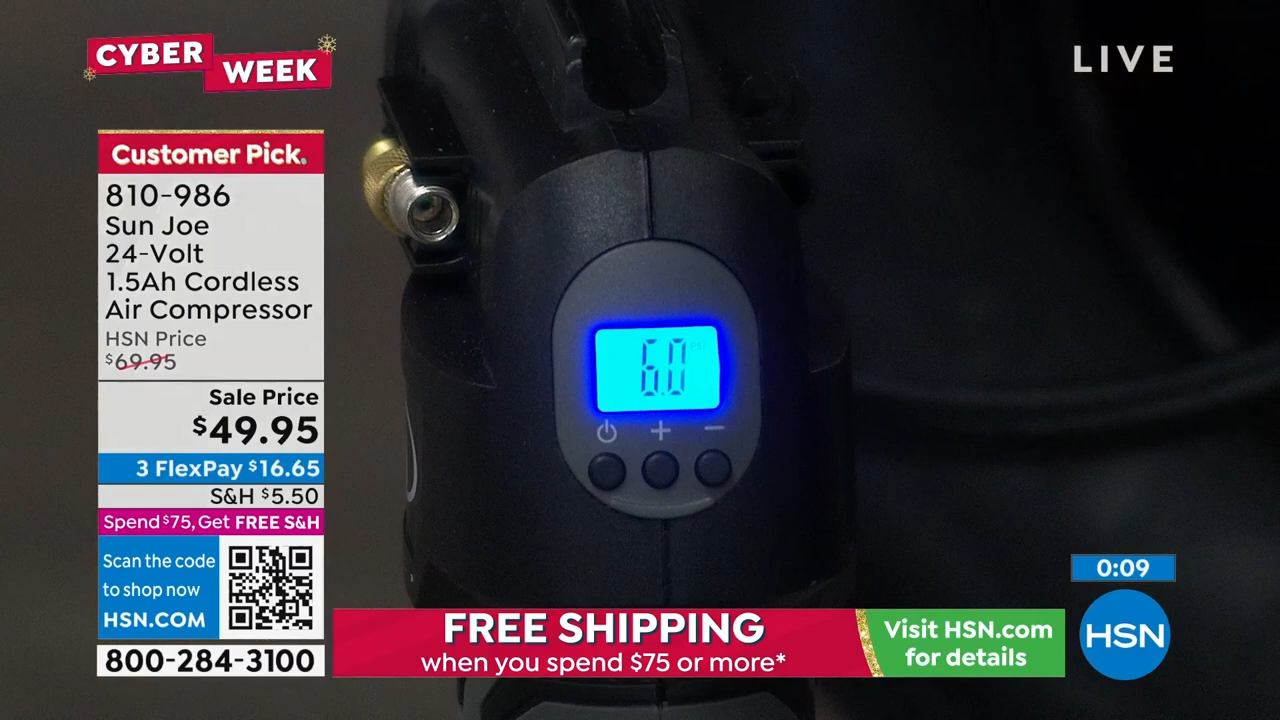 CYBER
WEEK
LIVE
Customer Pick.
810-986
Sun Joe
24-Volt
1.5Ah Cordless
Air Compressor
HSN Price
$69.95
Sale Price
$49.95
3 FlexPay $16.65
S&H $5.50
Spend $75, Get FREE S&H
Scan the code
to shop now
HSN.COM
800-284-3100
6.0 PSI
FREE SHIPPING
when you spend $75 or more*
Visit HSN.com
for details
0:09
HSN